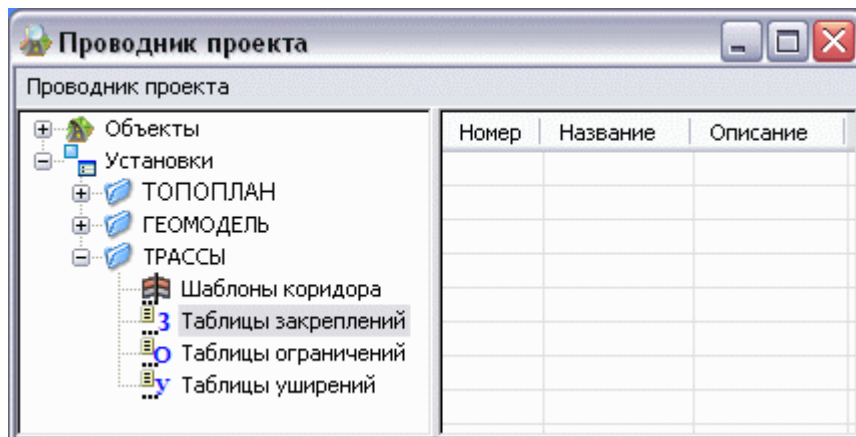 Проводник проекта
Проводник проекта
Объекты
Установки
ТОПОПЛАН
ГЕОМОДЕЛЬ
ТРАССЫ
Шаблоны коридора
З Таблицы закреплений
О Таблицы ограничений
У Таблицы уширений
Номер Название Описание